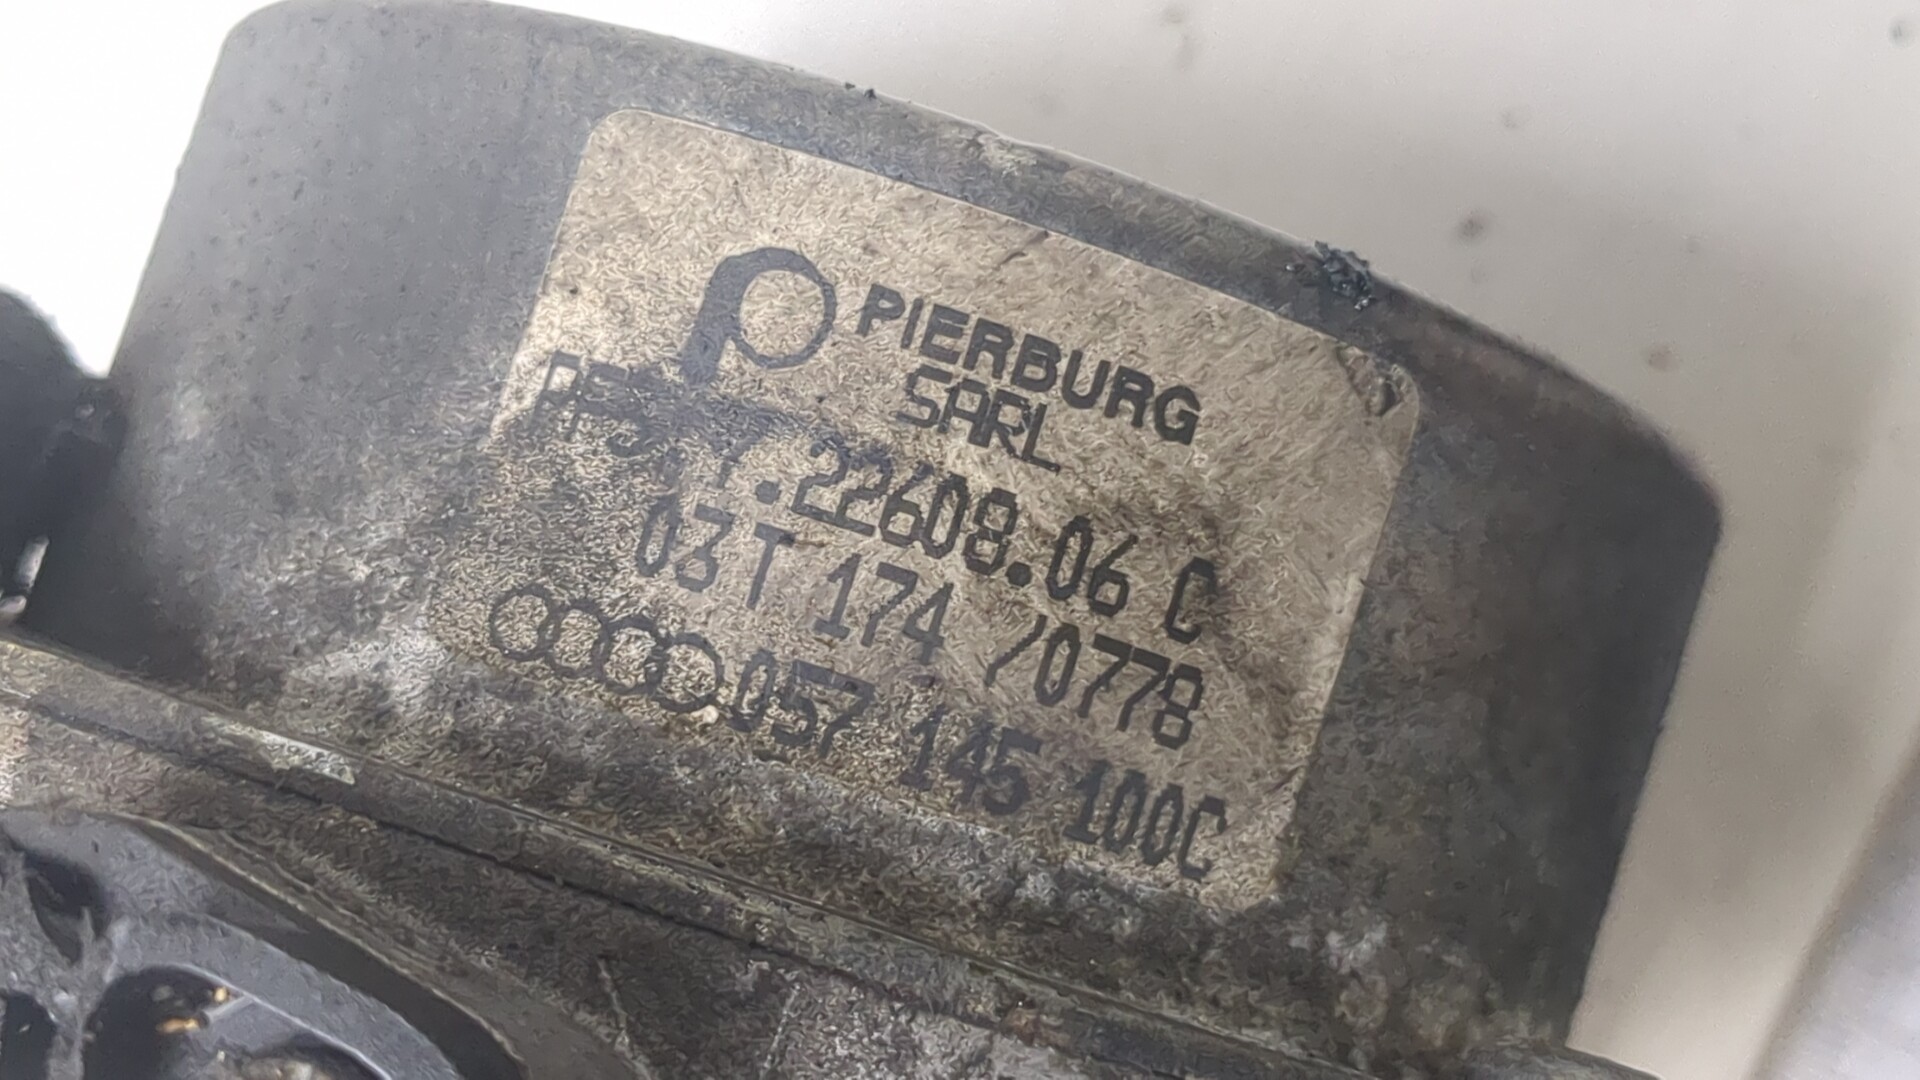 PIERBURG
SARL
.22608.06 C
03T 174 /0778
057 145 100C